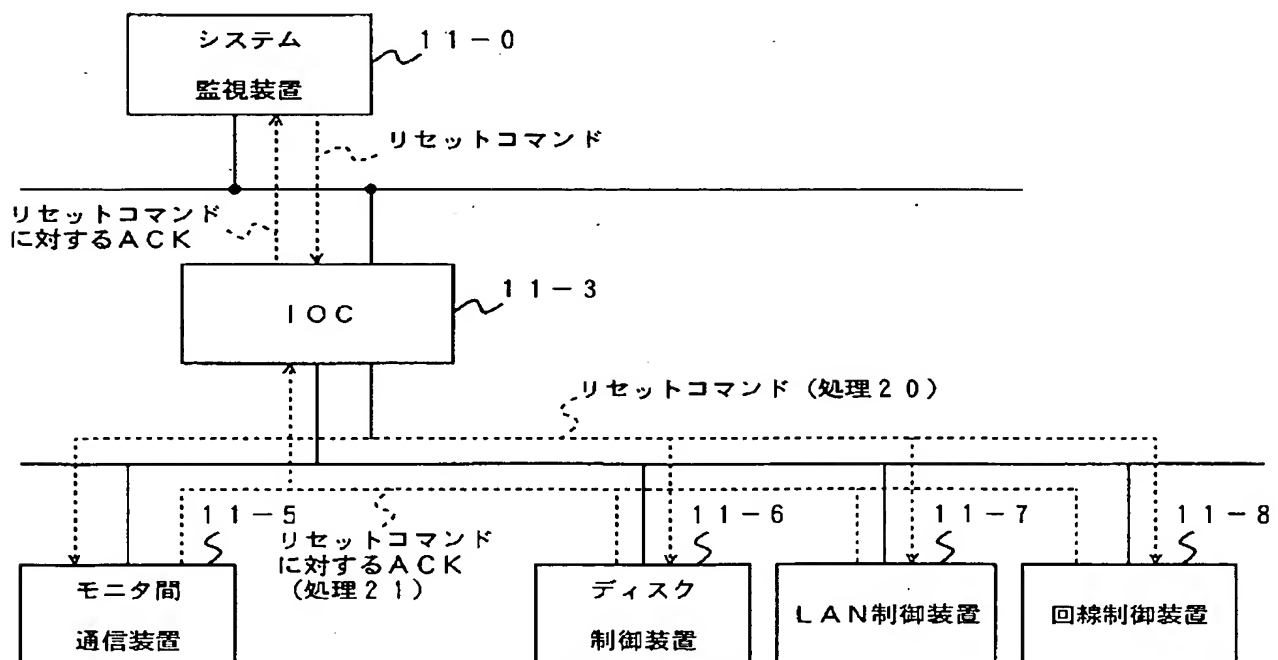 システム
監視装置
11-0
リセットコマンド
リセットコマンド
に対するACK
IOC
11-3
リセットコマンド(処理20)
11-5
11-6
11-7
11-8
リセットコマンド
に対するACK
(処理21)
モニタ間
通信装置
ディスク
制御装置
LAN制御装置
回線制御装置